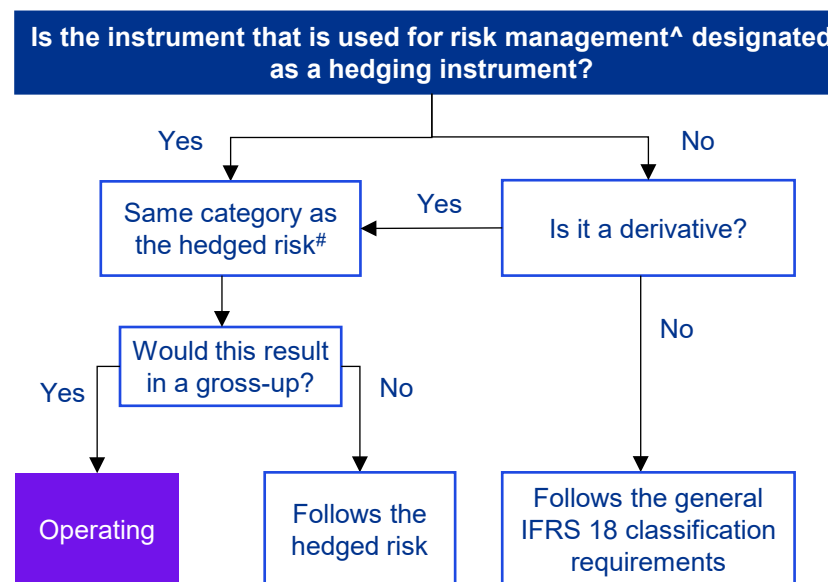 Is the instrument that is used for risk management^ designated
as a hedging instrument?
Yes
No
Same category as
the hedged risk#
Yes
Is it a derivative?
Would this result
in a gross-up?
Yes
No
No
Operating
Follows the
hedged risk
Follows the general
IFRS 18 classification
requirements